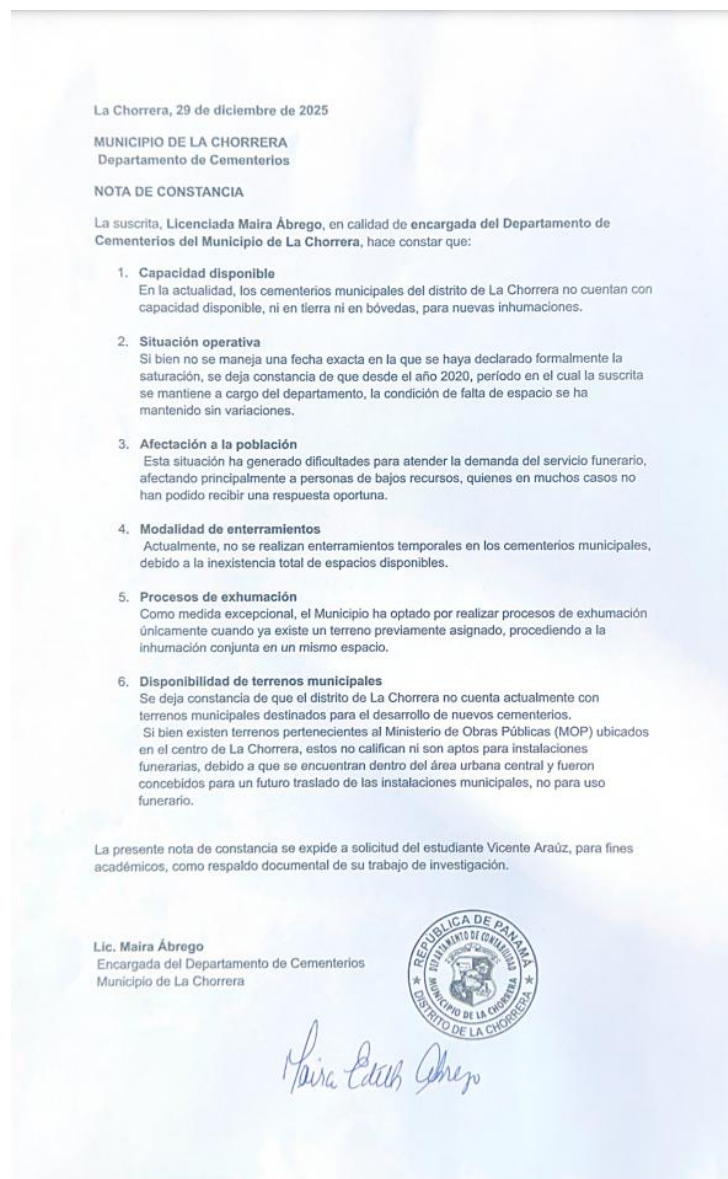 La Chorrera, 29 de diciembre de 2025
MUNICIPIO DE LA CHORRERA
Departamento de Cementerios
NOTA DE CONSTANCIA
La suscrita, Licenciada Maira Ábrego, en calidad de encargada del Departamento de
Cementerios del Municipio de La Chorrera, hace constar que:
1. Capacidad disponible
En la actualidad, los cementerios municipales del distrito de La Chorrera no cuentan con
capacidad disponible, ni en tierra ni en bóvedas, para nuevas inhumaciones.
2. Situación operativa
Si bien no se maneja una fecha exacta en la que se haya declarado formalmente la
saturación, se deja constancia de que desde el año 2020, período en el cual la suscrita
se mantiene a cargo del departamento, la condición de falta de espacio se ha
mantenido sin variaciones.
3. Afectación a la población
Esta situación ha generado dificultades para atender la demanda del servicio funerario,
afectando principalmente a personas de bajos recursos, quienes en muchos casos no
han podido recibir una respuesta oportuna.
4. Modalidad de enterramientos
Actualmente, no se realizan enterramientos temporales en los cementerios municipales,
debido a la inexistencia total de espacios disponibles.
5. Procesos de exhumación
Como medida excepcional, el Municipio ha optado por realizar procesos de exhumación
únicamente cuando ya existe un terreno previamente asignado, procediendo a la
inhumación conjunta en un mismo espacio.
6. Disponibilidad de terrenos municipales
Se deja constancia de que el distrito de La Chorrera no cuenta actualmente con
terrenos municipales destinados para el desarrollo de nuevos cementerios.
Si bien existen terrenos pertenecientes al Ministerio de Obras Públicas (MOP) ubicados
en el centro de La Chorrera, estos no califican ni son aptos para instalaciones
funerarias, debido a que se encuentran dentro del área urbana central y fueron
concebidos para un futuro traslado de las instalaciones municipales, no para uso
funerario.
La presente nota de constancia se expide a solicitud del estudiante Vicente Araúz, para fines
académicos, como respaldo documental de su trabajo de investigación.
Lic. Maira Ábrego
Encargada del Departamento de Cementerios
Municipio de La Chorrera
REPÚBLICA DE PANAMÁ
DEPARTAMENTO DE CONTABILIDAD
MUNICIPIO DE LA CHORRERA
DISTRITO DE LA CHORRERA
Maira Edith Abrego